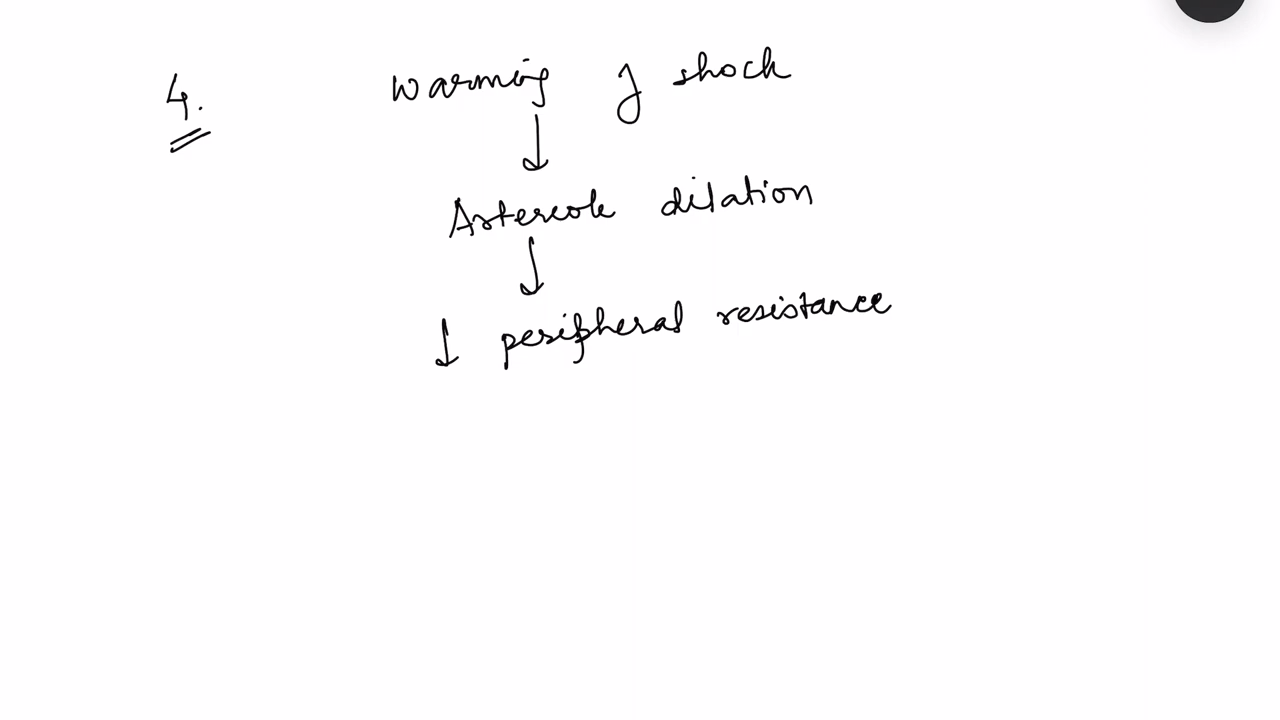 4. warming of shock
↓
Arteriole dilation
↓
↓ peripheral resistance